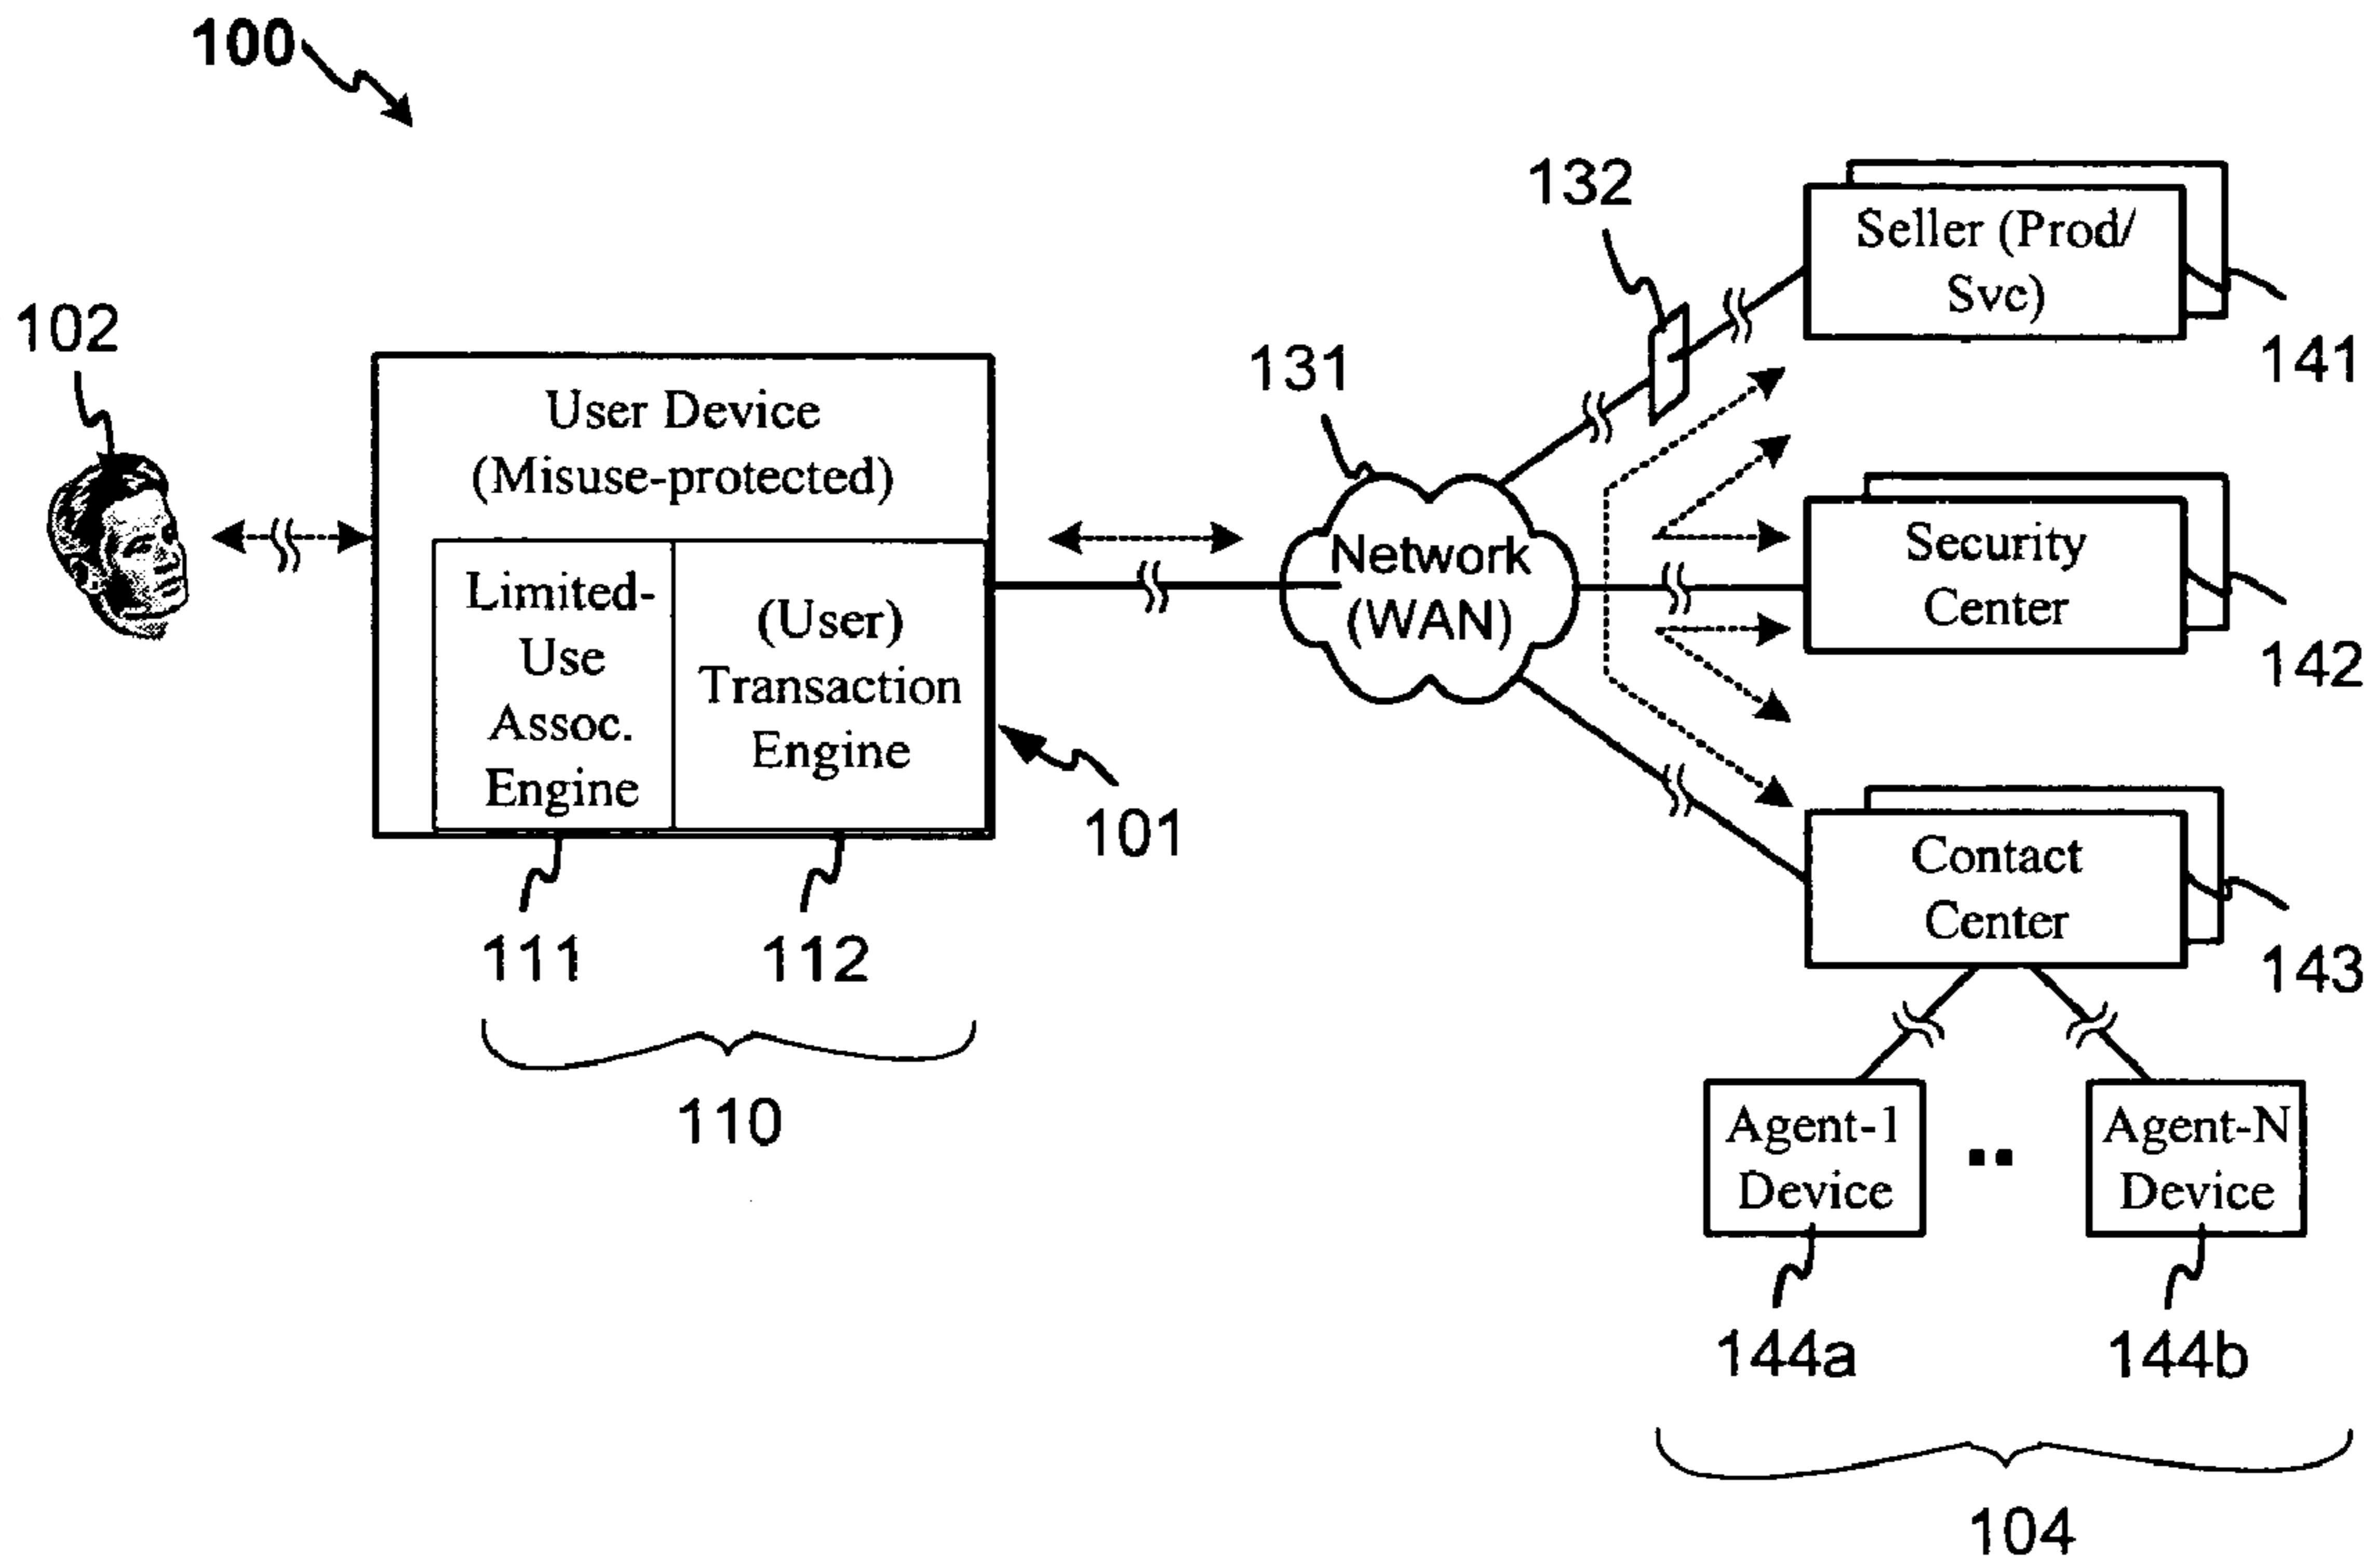 100
132
Seller (Prod/
Svc)
141
102
131
User Device
(Misuse-protected)
Limited-
Use
Assoc.
Engine
(User)
Transaction
Engine
Network
(WAN)
Security
Center
142
101
Contact
Center
143
111
112
110
Agent-1
Device
..
Agent-N
Device
144a
144b
104